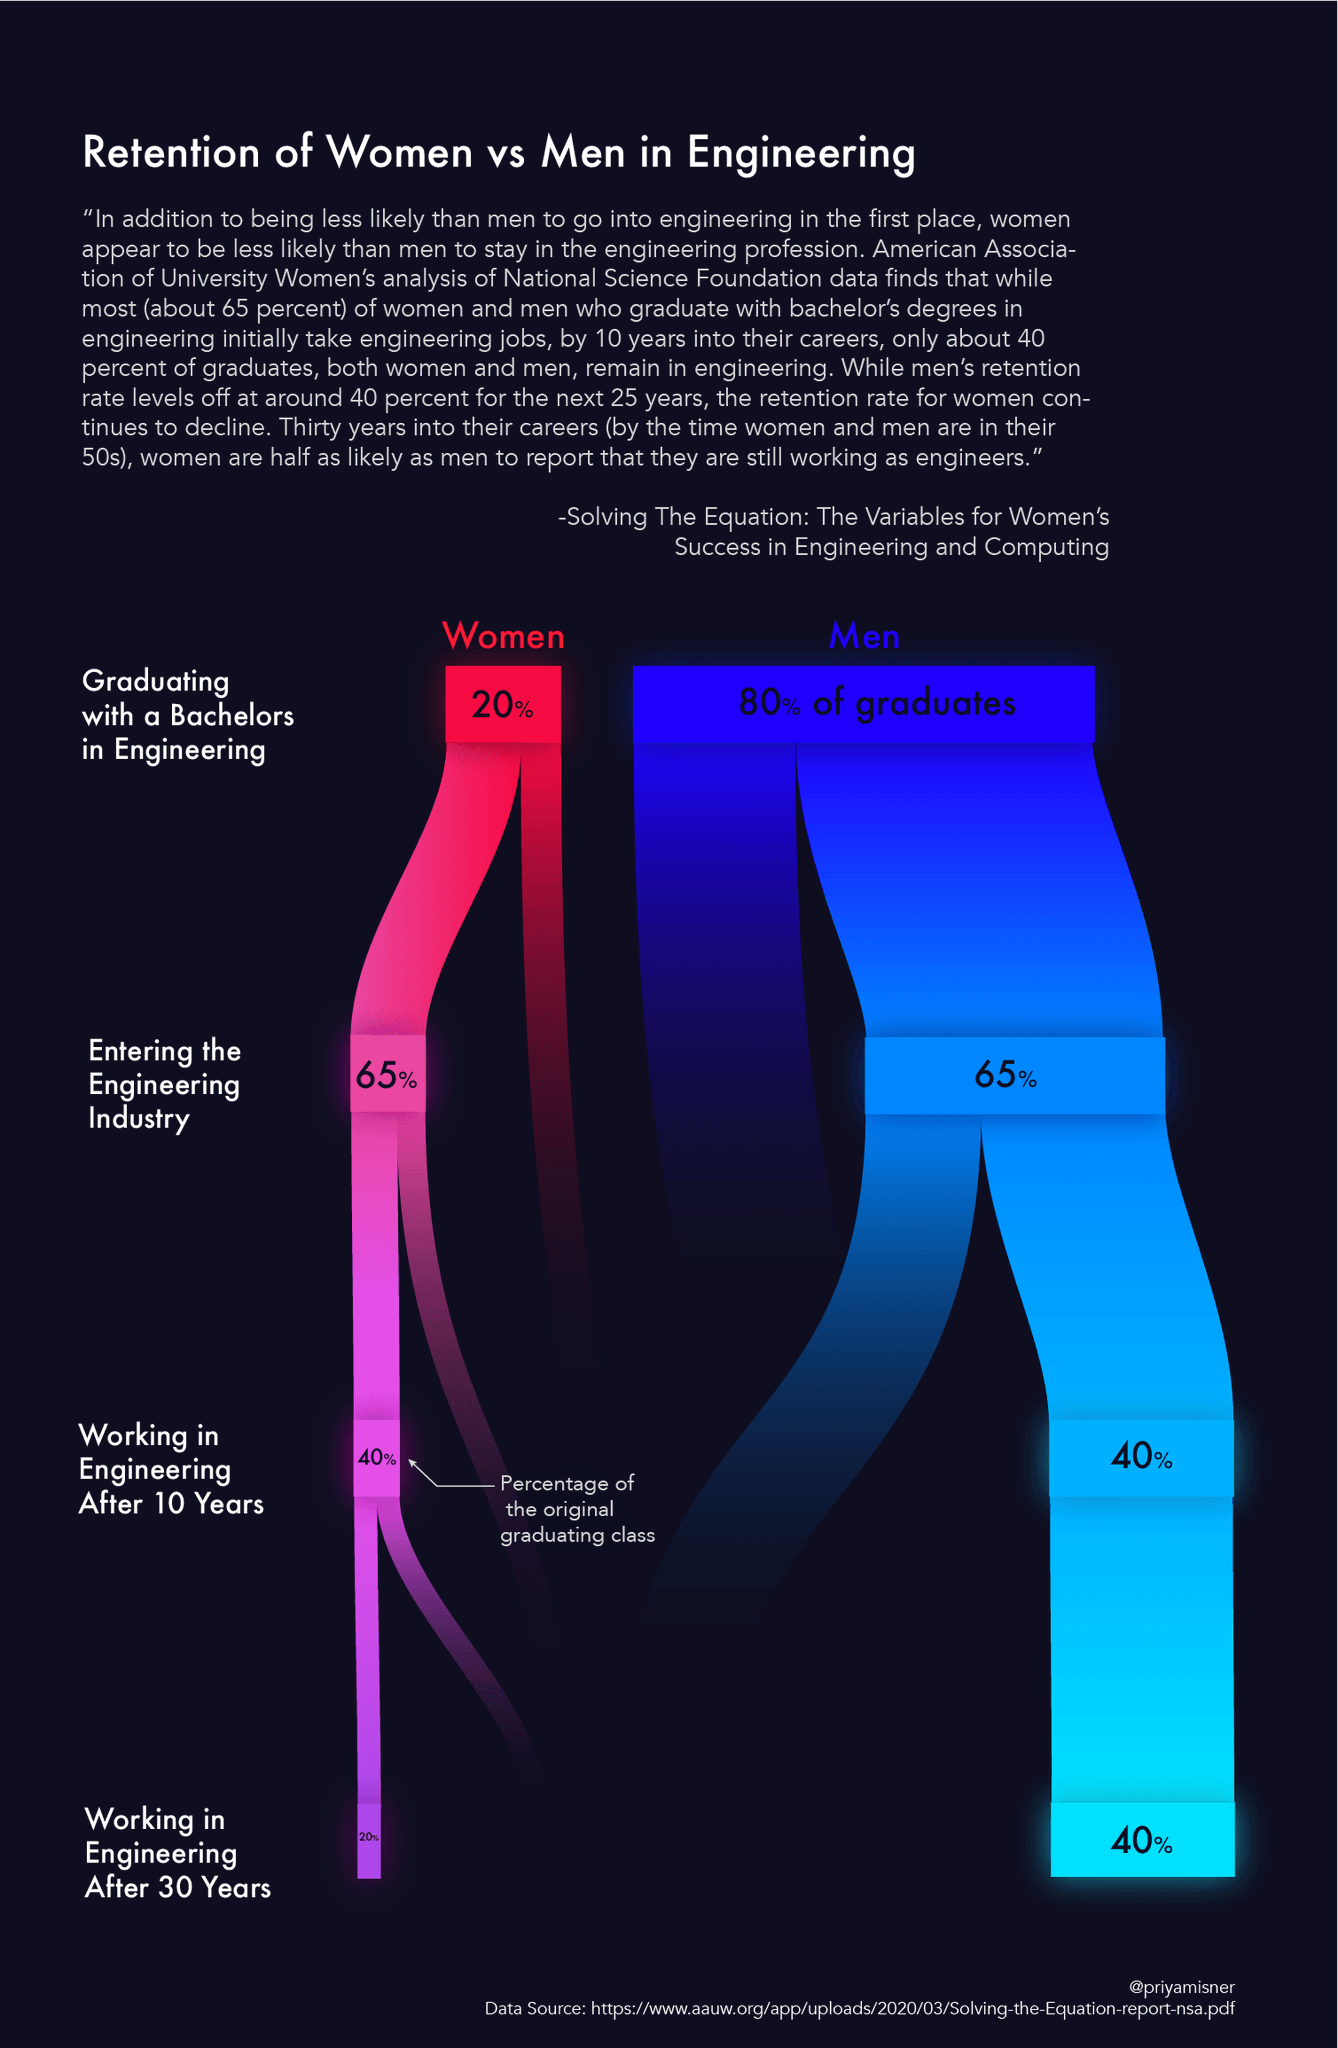 Retention of Women vs Men in Engineering
“In addition to being less likely than men to go into engineering in the first place, women
appear to be less likely than men to stay in the engineering profession. American Associa-
tion of University Women’s analysis of National Science Foundation data finds that while
most (about 65 percent) of women and men who graduate with bachelor’s degrees in
engineering initially take engineering jobs, by 10 years into their careers, only about 40
percent of graduates, both women and men, remain in engineering. While men’s retention
rate levels off at around 40 percent for the next 25 years, the retention rate for women con-
tinues to decline. Thirty years into their careers (by the time women and men are in their
50s), women are half as likely as men to report that they are still working as engineers.”
-Solving The Equation: The Variables for Women’s
Success in Engineering and Computing
Women
Men
Graduating
with a Bachelors
in Engineering
20%
80% of graduates
Entering the
Engineering
Industry
65%
65%
Working in
Engineering
After 10 Years
40%
Percentage of
the original
graduating class
40%
Working in
Engineering
After 30 Years
20%
40%
@priyamisner
Data Source: https://www.aauw.org/app/uploads/2020/03/Solving-the-Equation-report-nsa.pdf